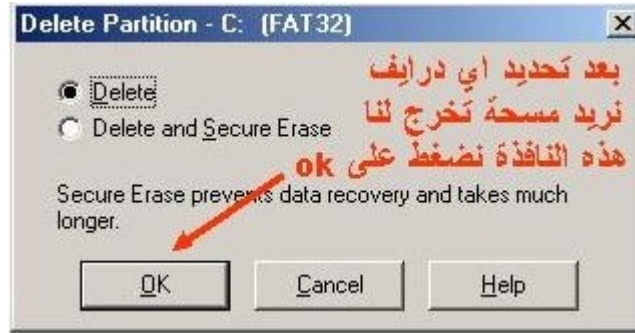 Delete Partition - C: (FAT32)
بعد تحديد اي درايف
Delete
نريد مسحة تخرج لنا
Delete and Secure Erase
هذه النافذة نضغط على ok
Secure Erase prevents data recovery and takes much
longer.
OK
Cancel
Help